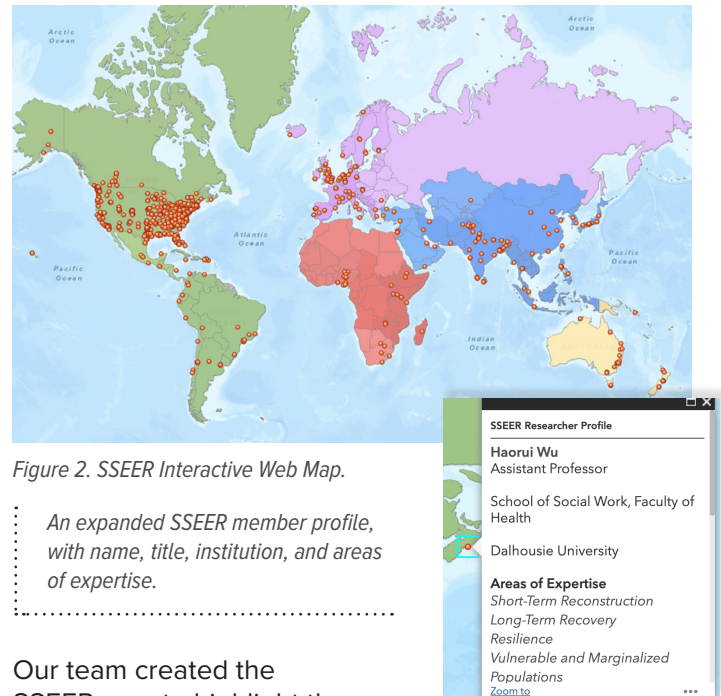 Arctic
Ocean
Arctic
Ocean
Atlantic
Ocean
Pacific
Ocean
Pacific
Ocean
Indian
Ocean
Figure 2. SSEER Interactive Web Map.
An expanded SSEER member profile,
with name, title, institution, and areas
of expertise.
Our team created the
SSEER
SSEER Researcher Profile
Haorui Wu
Assistant Professor
School of Social Work, Faculty of
Health
Dalhousie University
Areas of Expertise
Short-Term Reconstruction
Long-Term Recovery
Resilience
Vulnerable and Marginalized
Populations
Zoom to